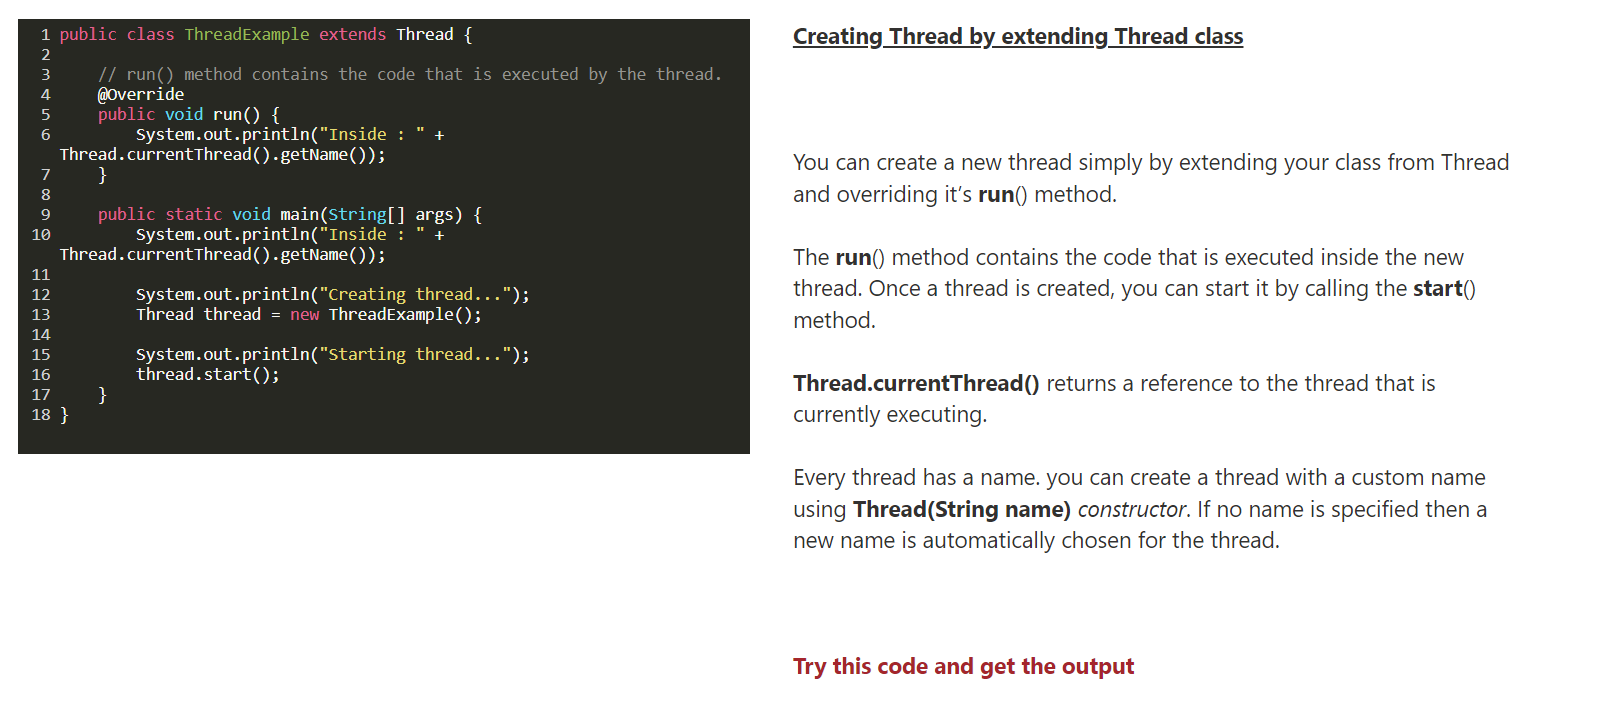 1 public class ThreadExample extends Thread {
2
3     // run() method contains the code that is executed by the thread.
4     @Override
5     public void run() {
6         System.out.println("Inside : " +
Thread.currentThread().getName());
7     }
8
9     public static void main(String[] args) {
10         System.out.println("Inside : " +
Thread.currentThread().getName());
11
12         System.out.println("Creating thread...");
13         Thread thread = new ThreadExample();
14
15         System.out.println("Starting thread...");
16         thread.start();
17     }
18 }
Creating Thread by extending Thread class
You can create a new thread simply by extending your class from Thread
and overriding it’s run() method.
The run() method contains the code that is executed inside the new
thread. Once a thread is created, you can start it by calling the start()
method.
Thread.currentThread() returns a reference to the thread that is
currently executing.
Every thread has a name. you can create a thread with a custom name
using Thread(String name) constructor. If no name is specified then a
new name is automatically chosen for the thread.
Try this code and get the output